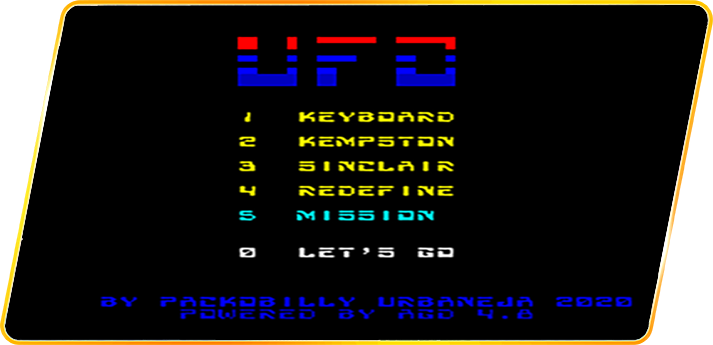 UFO
1 KEYBOARD
2 KEMPSTON
3 SINCLAIR
4 REDEFINE
5 MISSION
0 LET'S GO
BY PACKOBILLY URBANEJA 2020
POWERED BY AGD 4.8